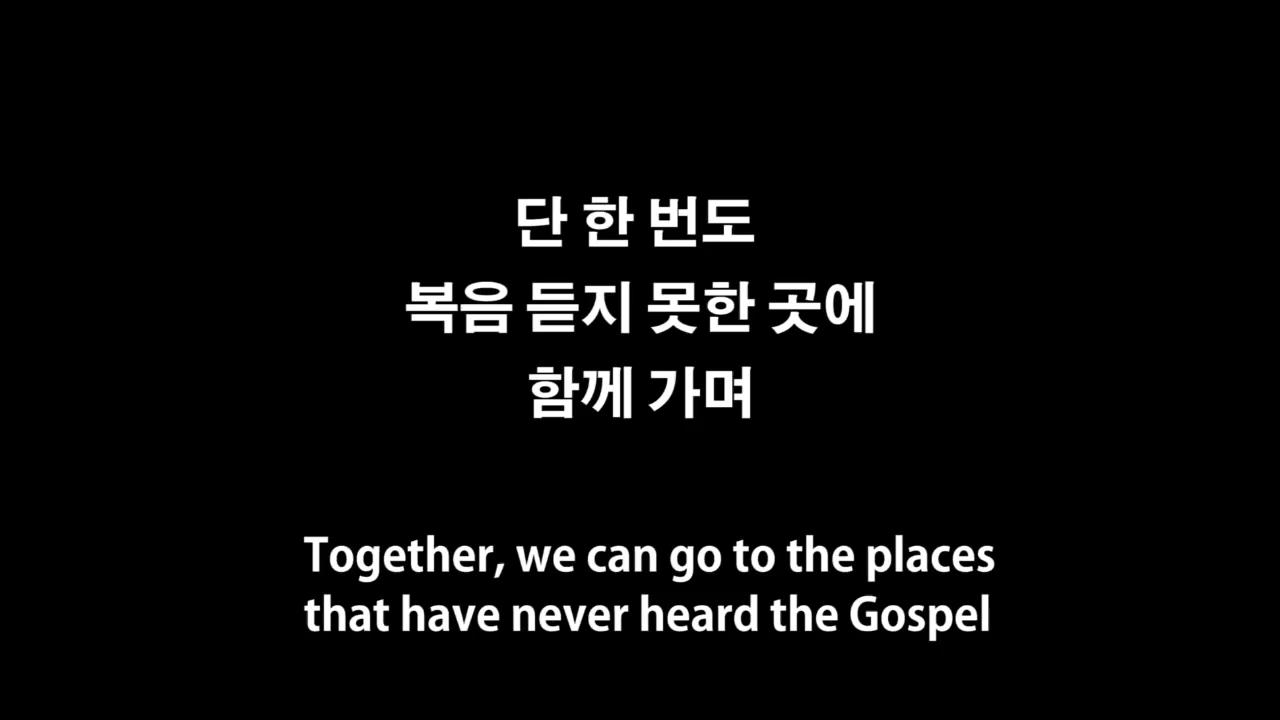 단 한 번도
복음 듣지 못한 곳에
함께 가며
Together, we can go to the places
that have never heard the Gospel